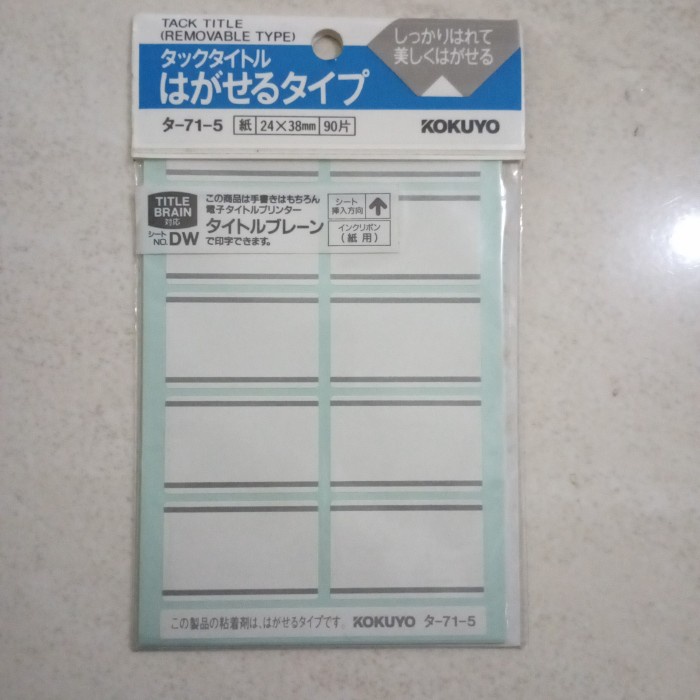 TACK TITLE
(REMOVABLE TYPE)
タックタイトル
はがせるタイプ
しっかりはれて
美しくはがせる
タ-71-5 紙 24×38mm 90片
KOKUYO
TITLE
BRAIN
対応
シート
NO. DW
この商品は手書きはもちろん
電子タイトルプリンター
タイトルブレーン
で印字できます。
シート
挿入方向
インクリボン
(紙用)
この製品の粘着剤は、はがせるタイプです。 KOKUYO タ-71-5